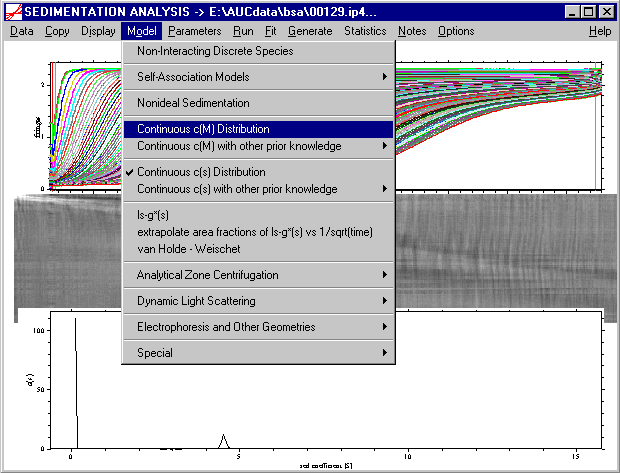 SEDIMENTATION ANALYSIS -> E:\AUCdata\bsa\00129.ip4...
Data Copy Display Model Parameters Run Fit Generate Statistics Notes Options Help
Non-Interacting Discrete Species
Self-Association Models
Nonideal Sedimentation
Continuous c(M) Distribution
Continuous c(M) with other prior knowledge
Continuous c(s) Distribution
Continuous c(s) with other prior knowledge
ls-g*(s)
extrapolate area fractions of ls-g*(s) vs 1/sqrt(time)
van Holde - Weischet
Analytical Zone Centrifugation
Dynamic Light Scattering
Electrophoresis and Other Geometries
Special
2
1
0
fringes
100
50
0
c(s)
0 5 10 15
sed coefficient [S]